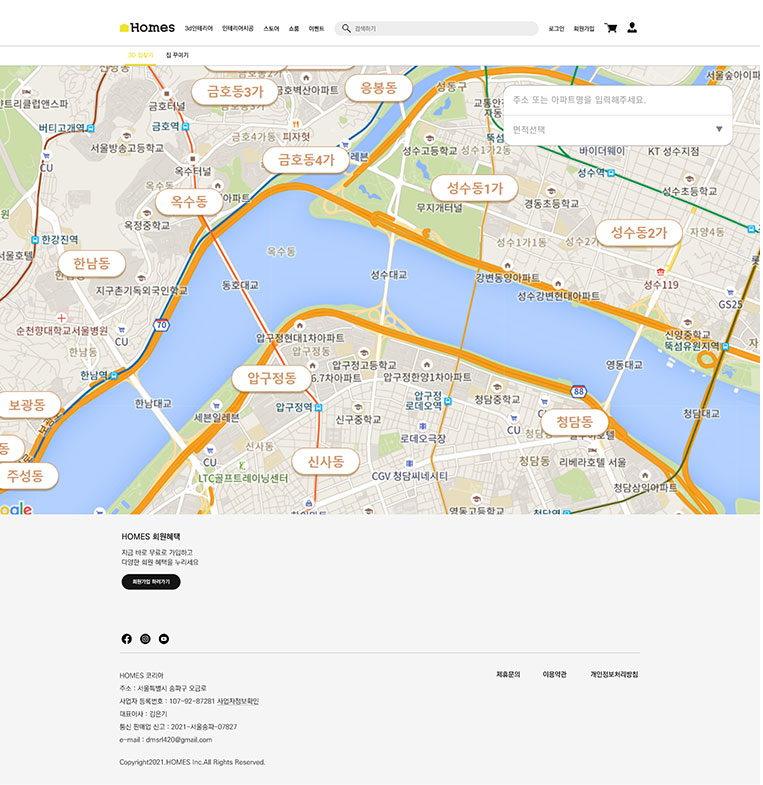 Homes
3d인테리어 인테리어시공 스토어 쇼룸 이벤트
검색하기
로그인 회원가입
3D 집찾기 집 꾸미기
주소 또는 아파트명을 입력해주세요.
면적선택
금호동3가
응봉동
성동구
금호터널
버티고개역
금호역
금호동4가
피자헛
서울방송고등학교
CU
금호동4가
성수고등학교
성수1가2동
바이더웨이
KT 성수지점
옥수터널
성수역
옥수동
성수동1가
성수초등학교
무지개터널
경동초등학교
옥정중학교
한강진역
성수1가1동
성수동2가
자양4동
옥수동
한남동
성수대교
강변동양아파트
성수119
동호대교
지구촌기독외국인학교
성수강변현대아파트
GS25
70
순천향대학교서울병원
CU
한남동
압구정현대1차아파트
신양중학교
뚝섬유원지역
압구정동
압구정고등학교
영동대교
한남역
압구정동
6.7차아파트
압구정한양1차아파트
88
보광동
한남대교
압구정역
압구정
로데오역
청담중학교
청담대교
세븐일레븐
신구중학교
CU
청담동
로데오극장
신사동
CU
신사동
청담동
리베라호텔 서울
주성동
LTC골프트레이닝센터
CGV 청담씨네시티
청담삼익아파트
영동고등학교
청담역
HOMES 회원혜택
지금 바로 무료로 가입하고
다양한 회원 혜택을 누리세요
회원가입 하러가기
HOMES 코리아
제휴문의 이용약관 개인정보처리방침
주소 : 서울특별시 송파구 오금로
사업자 등록번호 : 107-92-87281 사업자정보확인
대표이사 : 김은기
통신 판매업 신고 : 2021-서울송파-07827
e-mail : dmsrl420@gmail.com
Copyright2021.HOMES Inc.All Rights Reserved.